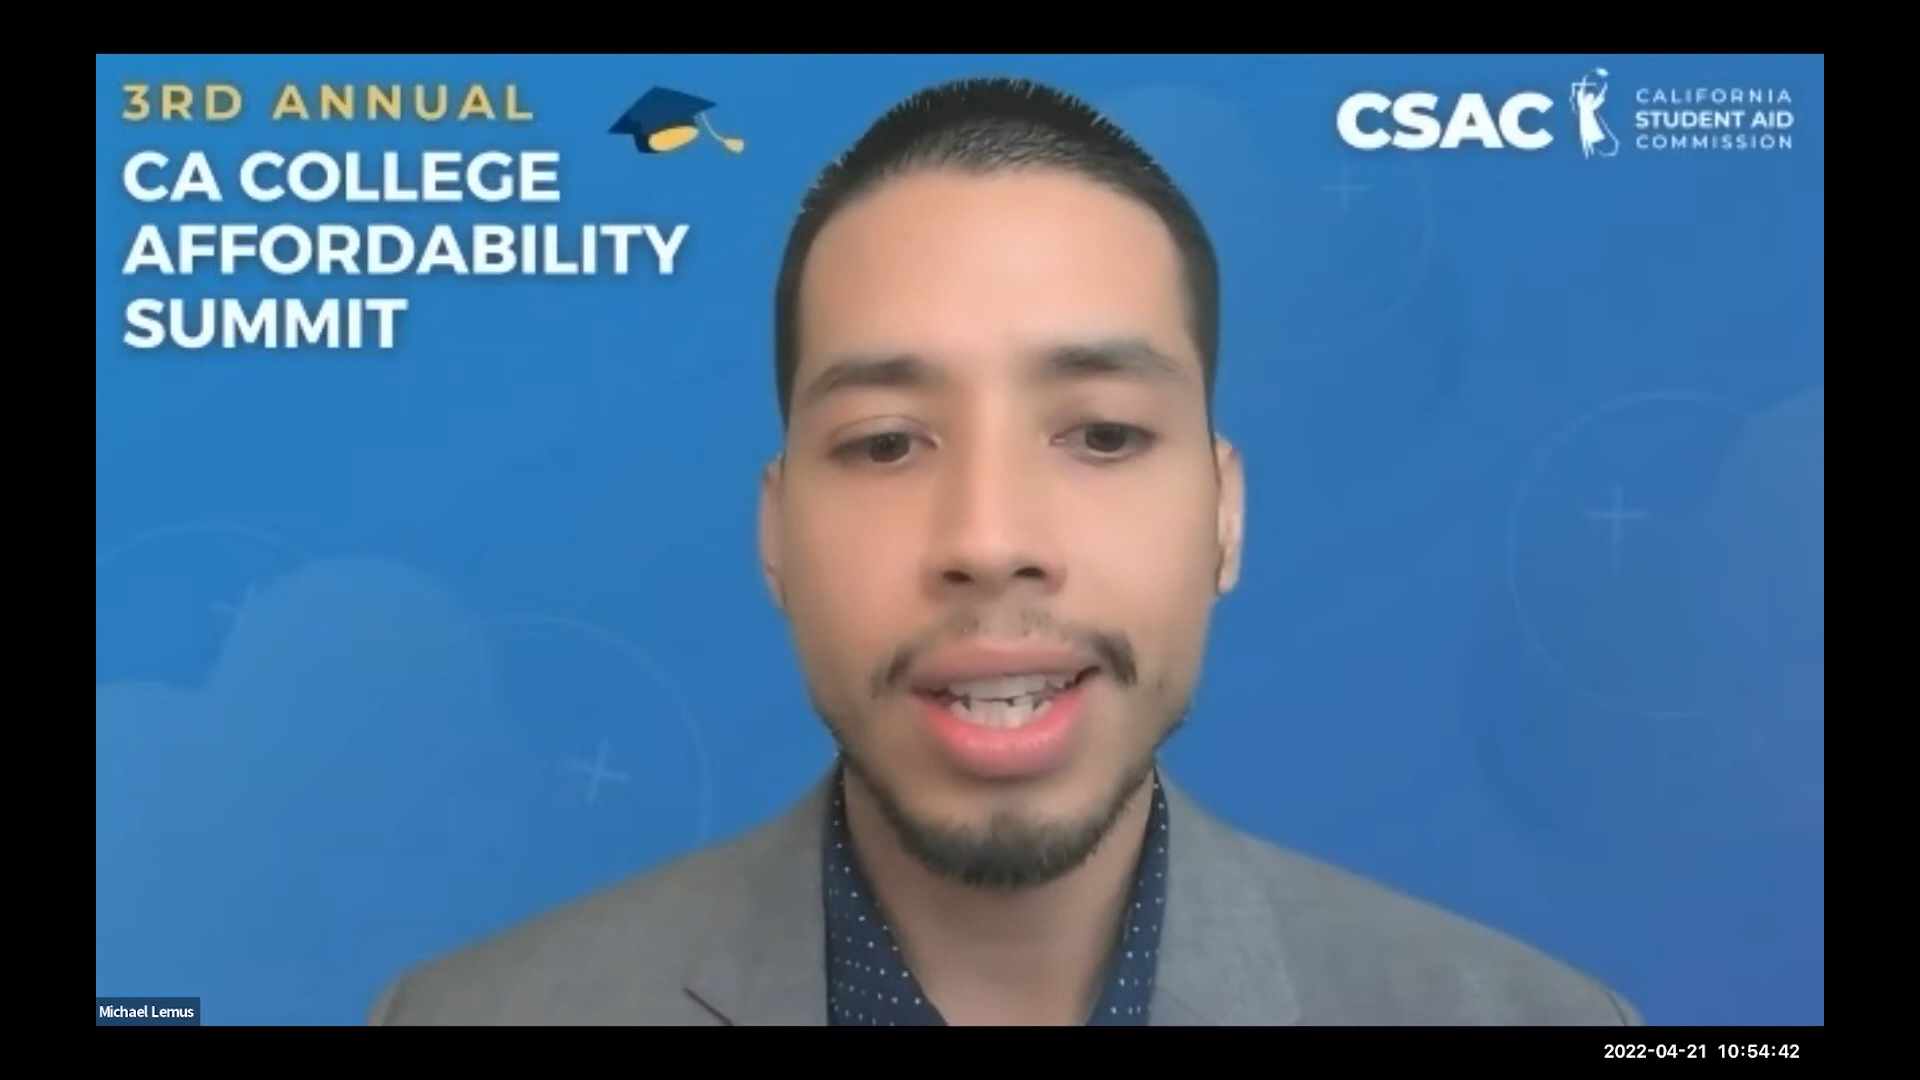 3RD ANNUAL
CA COLLEGE
AFFORDABILITY
SUMMIT
CSAC
CALIFORNIA
STUDENT AID
COMMISSION
Michael Lemus
2022-04-21 10:54:42